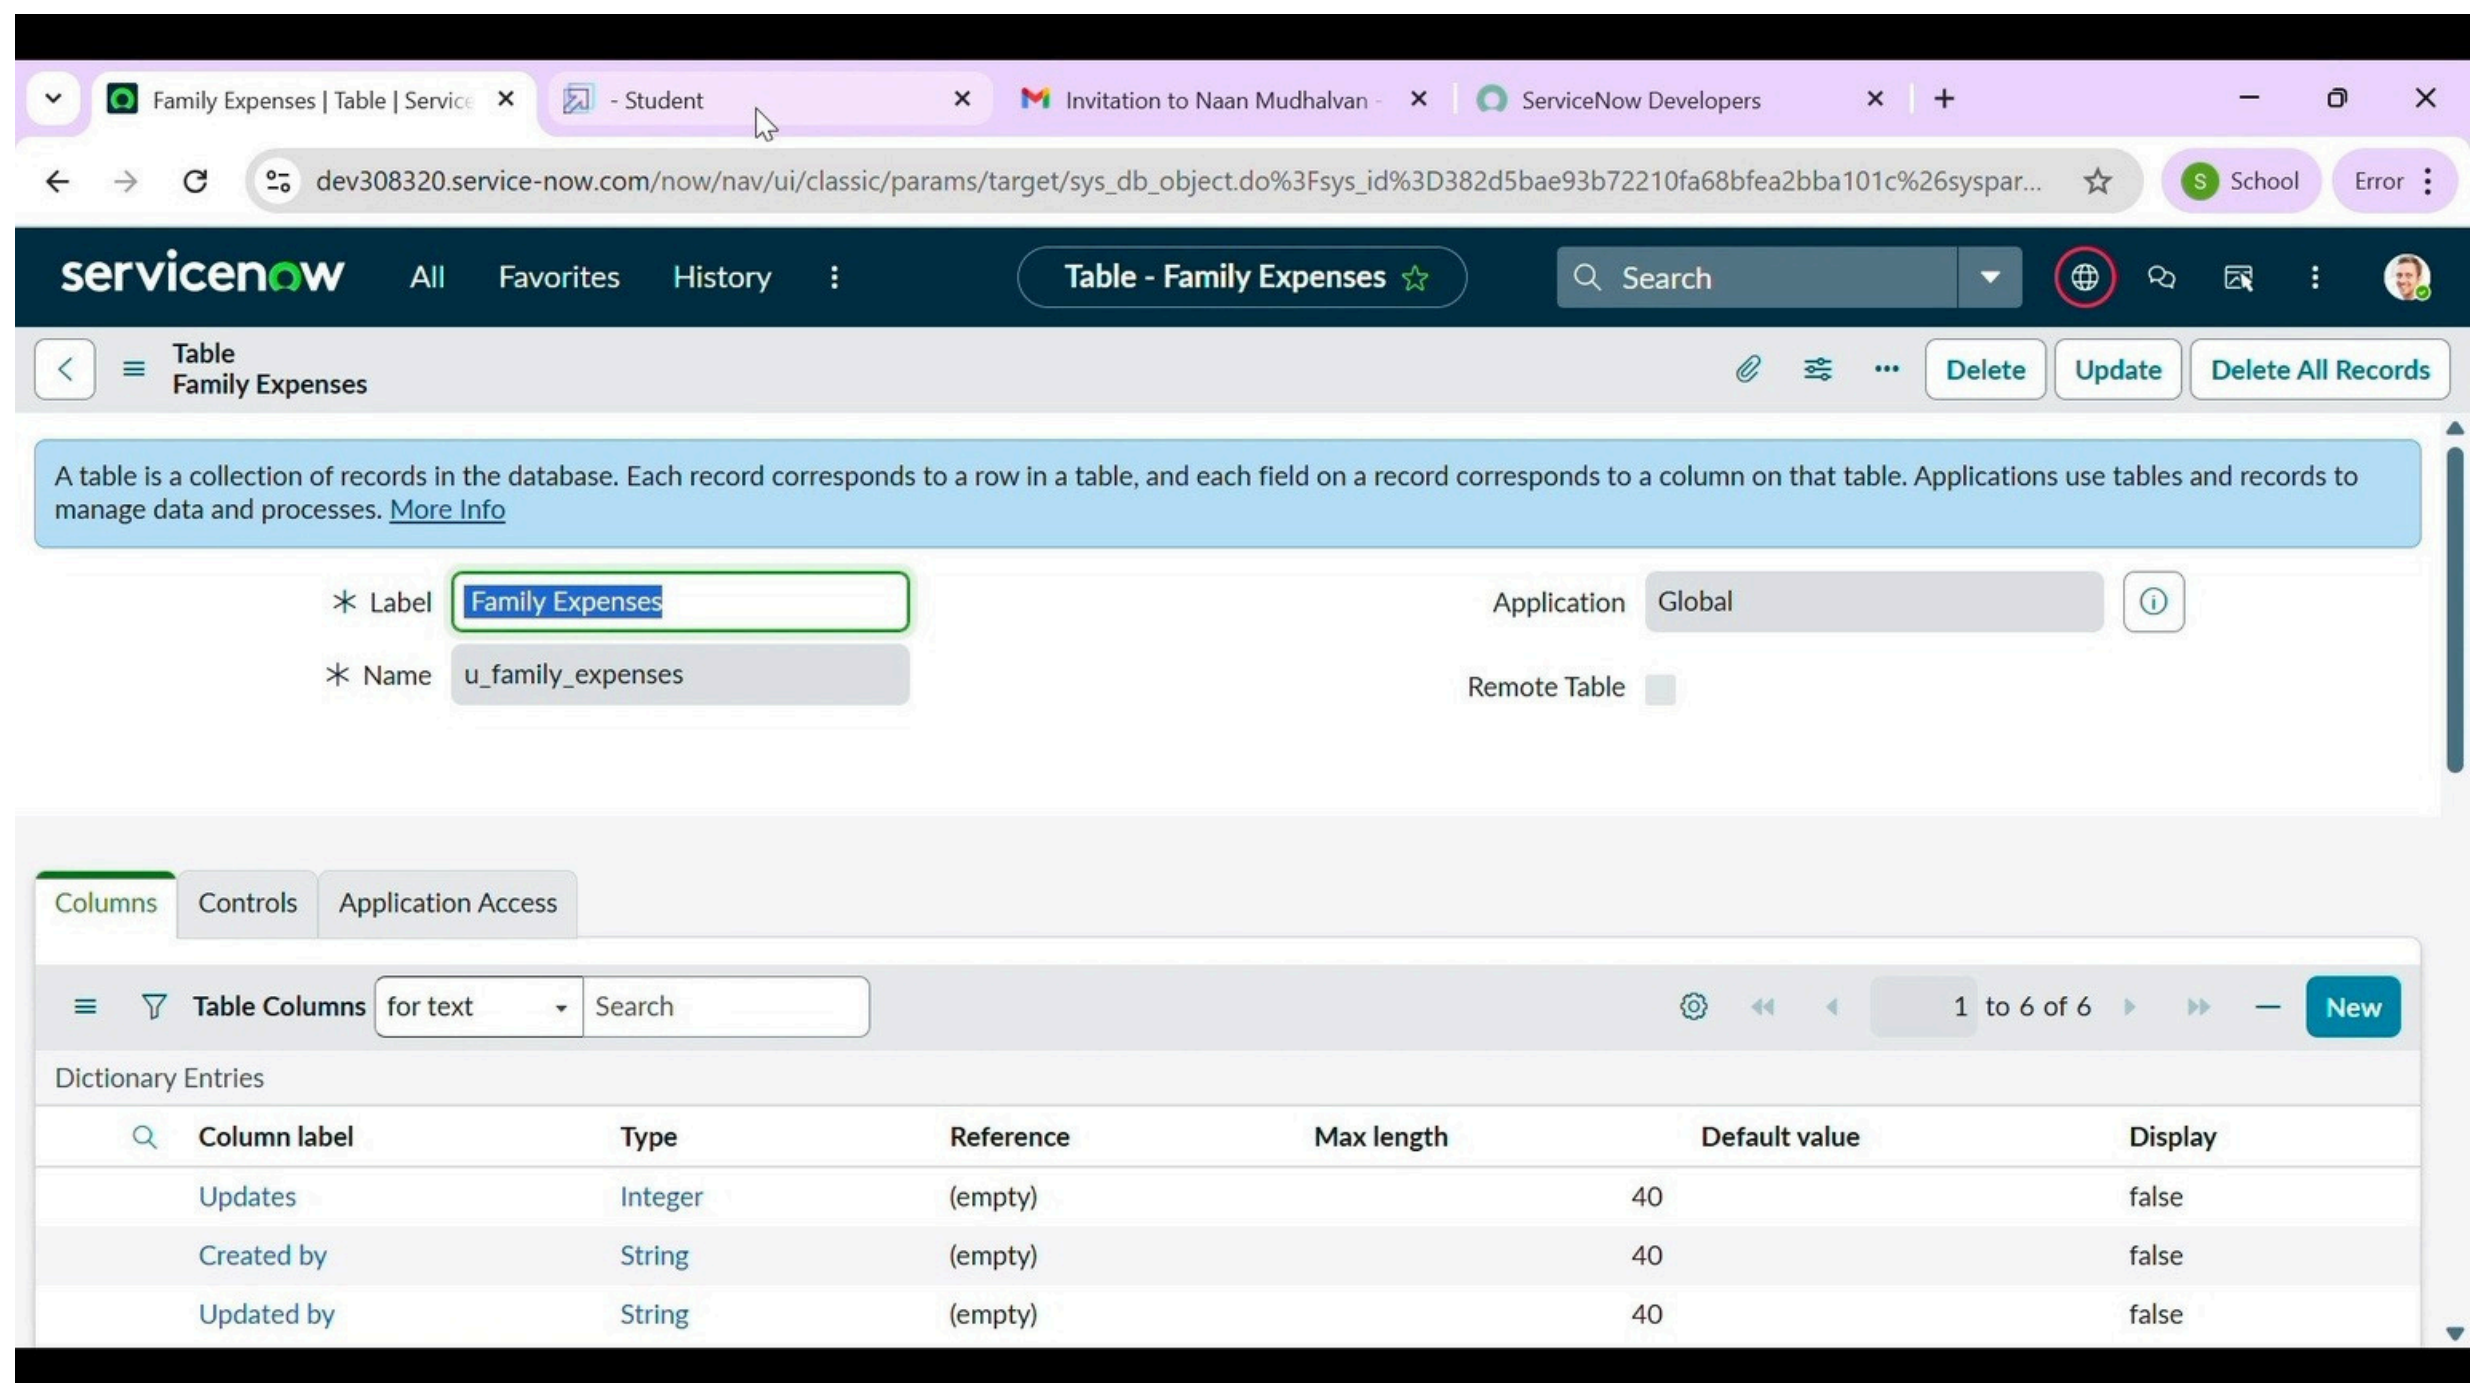 Family Expenses | Table | Service
- Student
Invitation to Naan Mudhalvan -
ServiceNow Developers
dev308320.service-now.com/now/nav/ui/classic/params/target/sys_db_object.do%3Fsys_id%3D382d5bae93b72210fa68bfea2bba101c%26syspar...
S School
Error
servicenow
All
Favorites
History
Table - Family Expenses
Search
Table
Family Expenses
Delete
Update
Delete All Records
A table is a collection of records in the database. Each record corresponds to a row in a table, and each field on a record corresponds to a column on that table. Applications use tables and records to
manage data and processes. More Info
Label Family Expenses
Application Global
Name u_family_expenses
Remote Table
Columns
Controls
Application Access
Table Columns for text Search
1 to 6 of 6
New
Dictionary Entries
Column label Type Reference Max length Default value Display
Updates Integer (empty) 40 false
Created by String (empty) 40 false
Updated by String (empty) 40 false